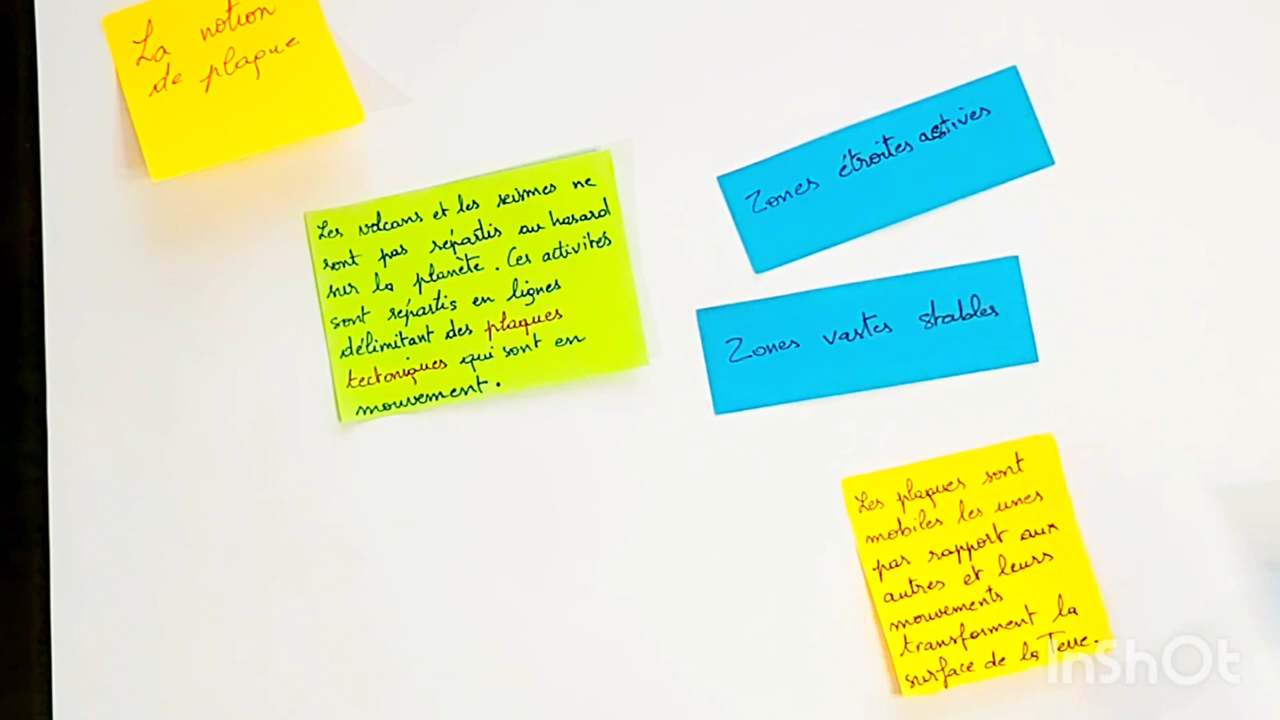 La notion
de plaque
Les volcans et les seismes ne
sont pas répartis au hasard
sur la planète. Ces activités
sont répartis en lignes
délimitant des plaques
tectoniques qui sont en
mouvement.
Zones étroites actives
Zones vastes stables
Les plaques sont
mobiles les unes
par rapport aux
autres et leurs
mouvements
transforment la
surface de la Terre.
InShOt